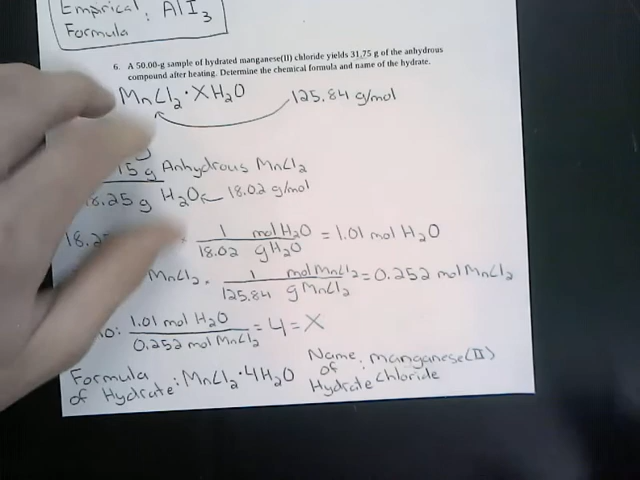 Empirical: AlI3
Formula
6. A 50.00-g sample of hydrated manganese(II) chloride yields 31.75 g of the anhydrous
compound after heating. Determine the chemical formula and name of the hydrate.
MnCl2·XH2O 125.84 g/mol
g Anhydrous MnCl2
8.25 g H2O 18.02 g/mol
18.2 1 mol H2O / 18.02 g H2O = 1.01 mol H2O
MnCl2 · 1 mol MnCl2 / 125.84 g MnCl2 = 0.252 mol MnCl2
1.01 mol H2O / 0.252 mol MnCl2 = 4 = X
Formula of Hydrate: MnCl2·4H2O
Name of Hydrate: manganese(II) chloride